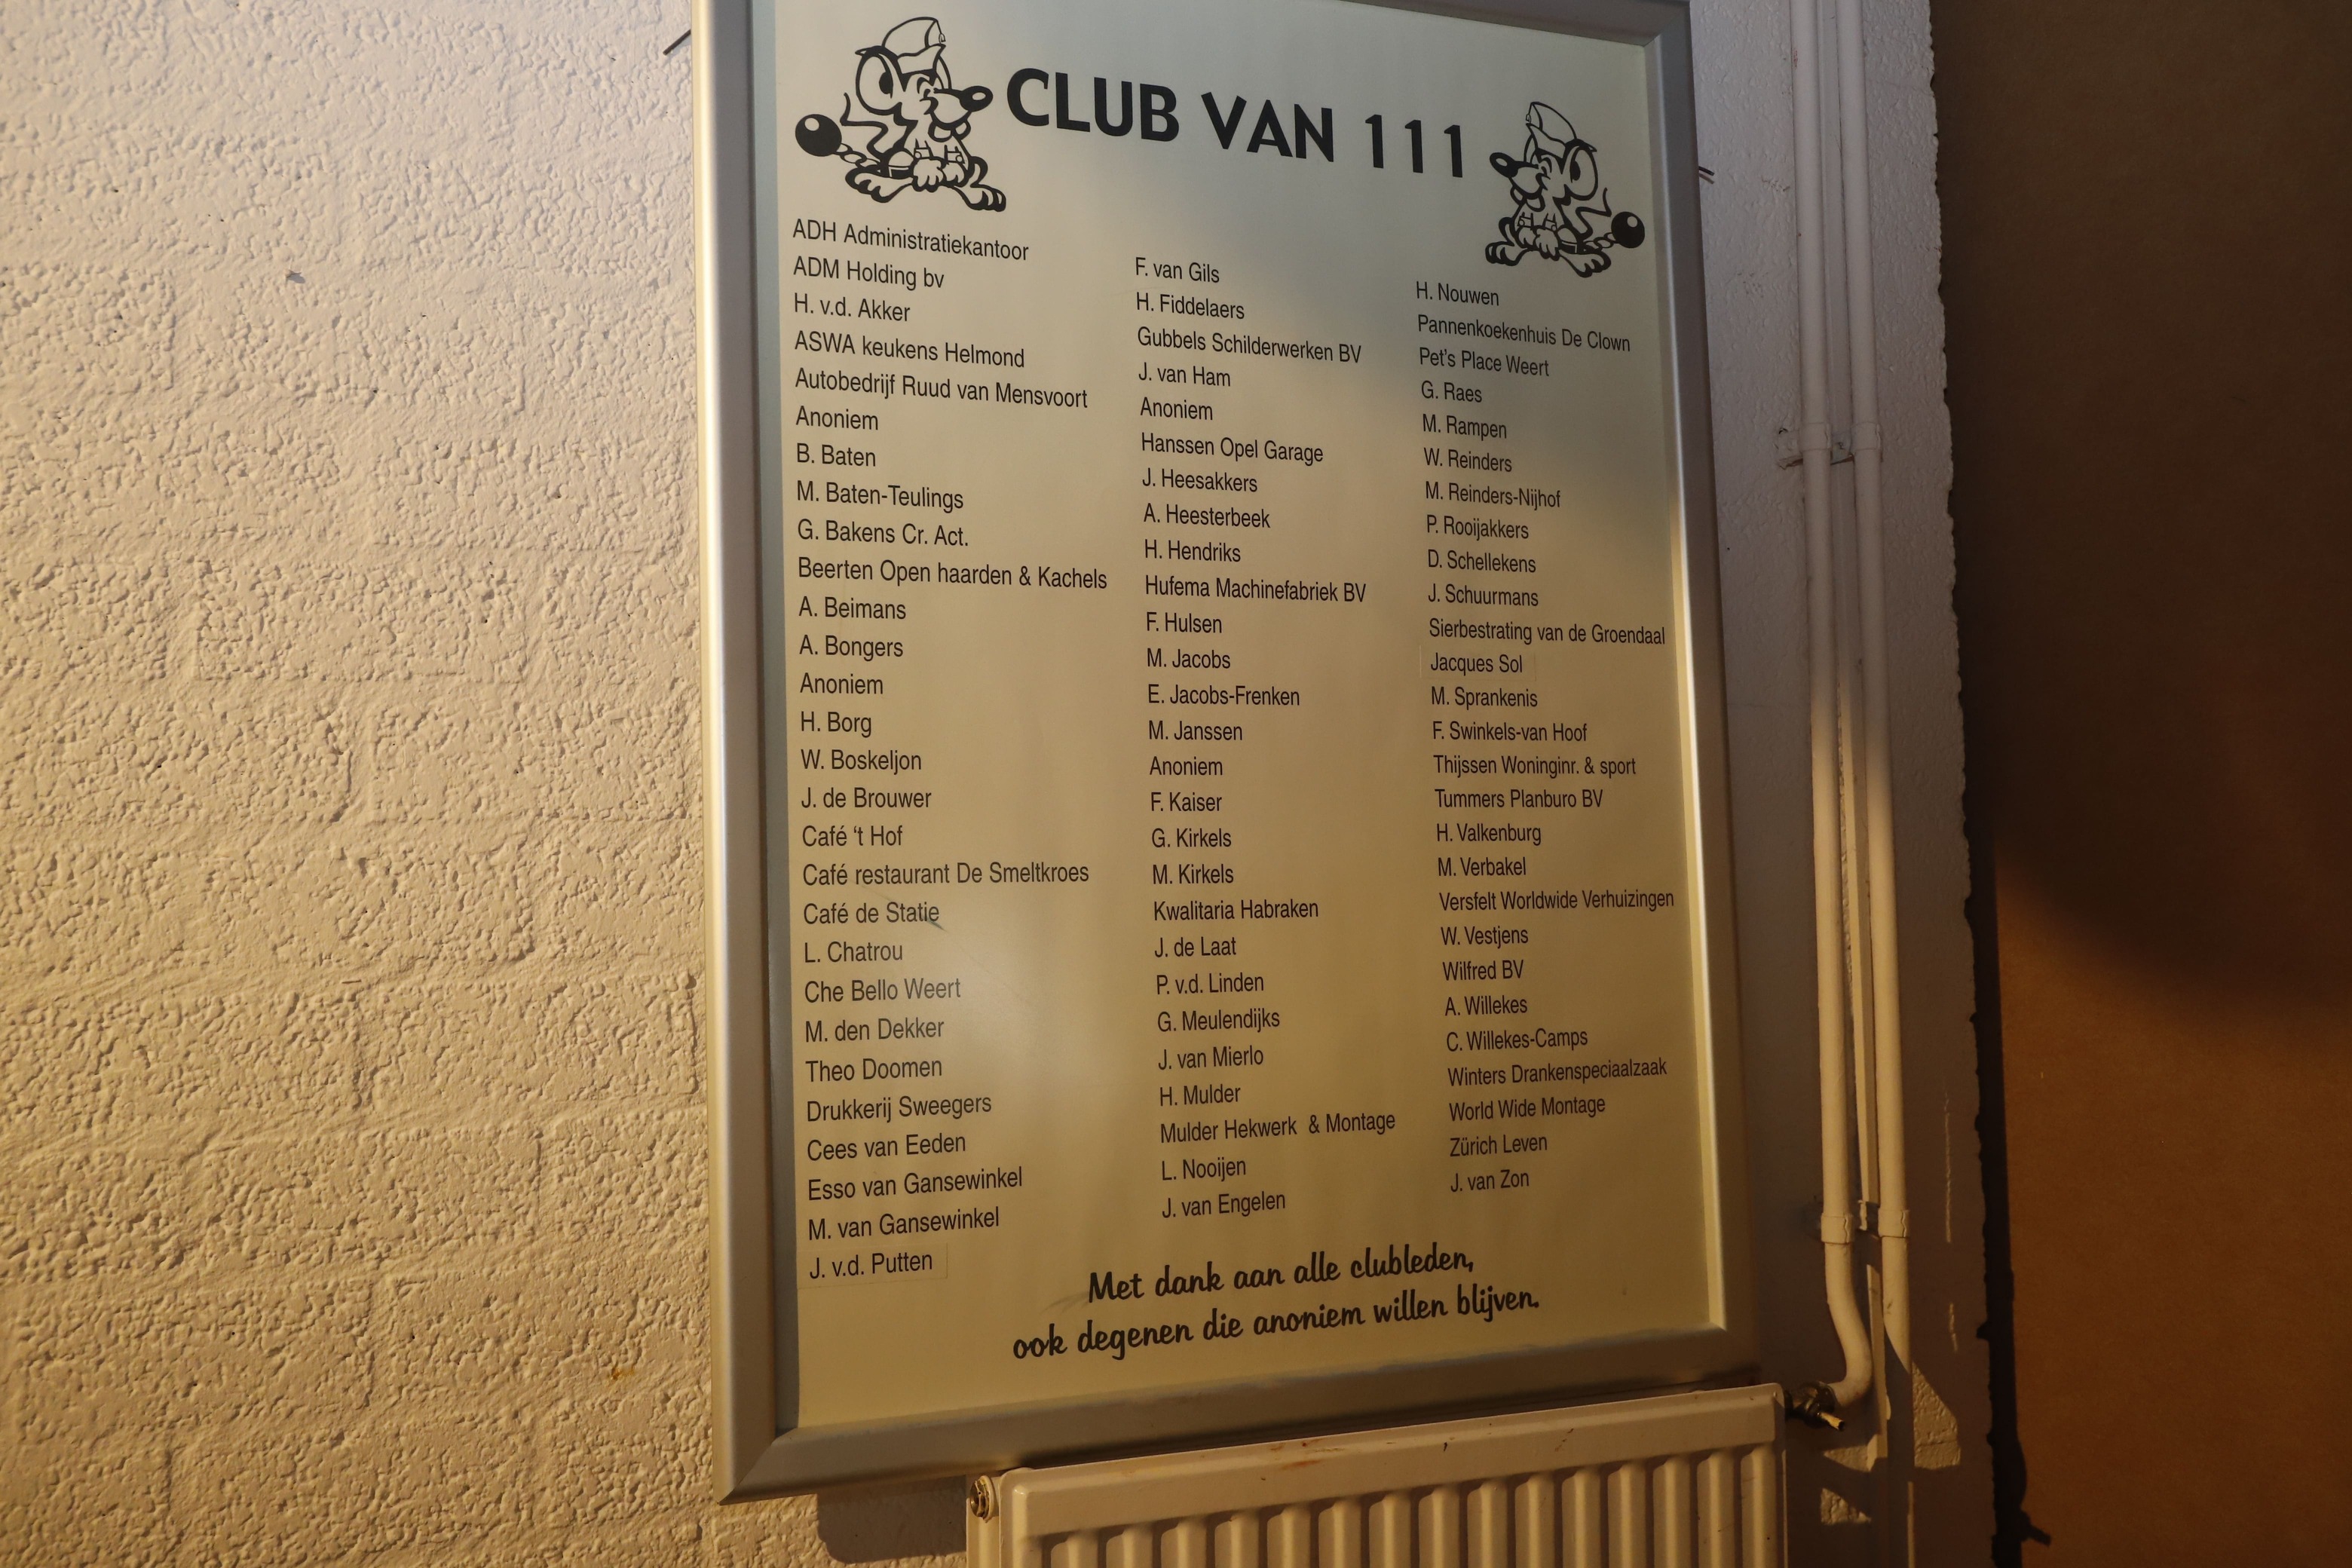 CLUB VAN 111
ADH Administratiekantoor
ADM Holding bv
H. v.d. Akker
ASWA keukens Helmond
Autobedrijf Ruud van Mensvoort
Anoniem
B. Baten
M. Baten-Teulings
G. Bakens Cr. Act.
Beerten Open haarden & Kachels
A. Beimans
A. Bongers
Anoniem
H. Borg
W. Boskeljon
J. de Brouwer
Café ‘t Hof
Café restaurant De Smeltkroes
Café de Statie
L. Chatrou
Che Bello Weert
M. den Dekker
Theo Doomen
Drukkerij Sweegers
Cees van Eeden
Esso van Gansewinkel
M. van Gansewinkel
J. v.d. Putten
F. van Gils
H. Fiddelaers
Gubbels Schilderwerken BV
J. van Ham
Anoniem
Hanssen Opel Garage
J. Heesakkers
A. Heesterbeek
H. Hendriks
Hufema Machinefabriek BV
F. Hulsen
M. Jacobs
E. Jacobs-Frenken
M. Janssen
Anoniem
F. Kaiser
G. Kirkels
M. Kirkels
Kwalitaria Habraken
J. de Laat
P. v.d. Linden
G. Meulendijks
J. van Mierlo
H. Mulder
Mulder Hekwerk & Montage
L. Nooijen
J. van Engelen
H. Nouwen
Pannenkoekenhuis De Clown
Pet's Place Weert
G. Raes
M. Rampen
W. Reinders
M. Reinders-Nijhof
P. Rooijakkers
D. Schellekens
J. Schuurmans
Sierbestrating van de Groendaal
Jacques Sol
M. Sprankenis
F. Swinkels-van Hoof
Thijssen Woninginr. & sport
Tummers Planburo BV
H. Valkenburg
M. Verbakel
Versfelt Worldwide Verhuizingen
W. Vestjens
Wilfred BV
A. Willekes
C. Willekes-Camps
Winters Drankenspeciaalzaak
World Wide Montage
Zürich Leven
J. van Zon
Met dank aan alle clubleden,
ook degenen die anoniem willen blijven.